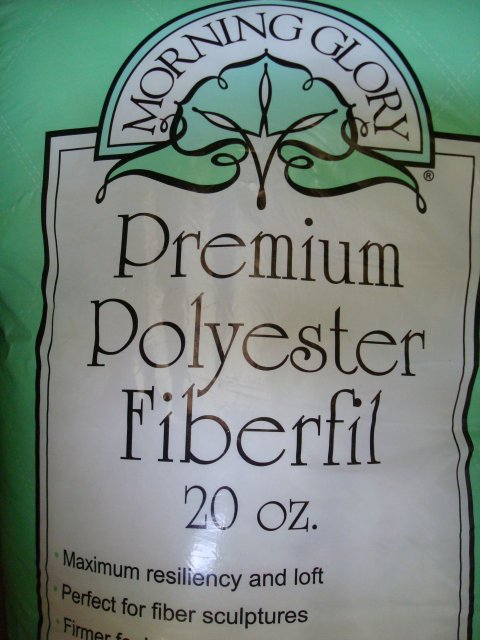 MORNING GLORY
®
Premium
Polyester
Fiberfil
20 oz.
• Maximum resiliency and loft
• Perfect for fiber sculptures
• Firmer